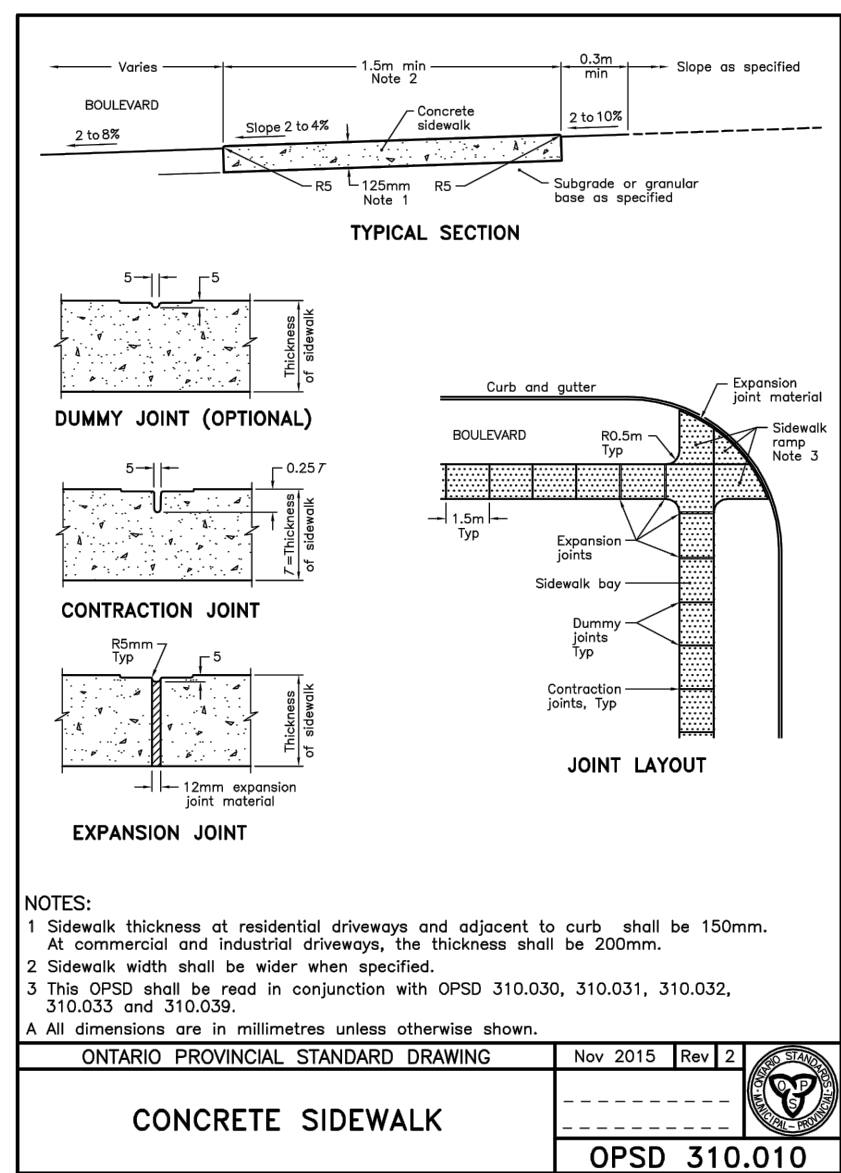 Varies
1.5m min
Note 2
0.3m
min
Slope as specified
BOULEVARD
2 to 8%
Slope 2 to 4%
Concrete
sidewalk
2 to 10%
R5
125mm
Note 1
R5
Subgrade or granular
base as specified
TYPICAL SECTION
5
5
Thickness
of sidewalk
DUMMY JOINT (OPTIONAL)
5
0.25T
T=Thickness
of sidewalk
CONTRACTION JOINT
R5mm
Typ
5
Thickness
of sidewalk
12mm expansion
joint material
EXPANSION JOINT
Curb and gutter
Expansion
joint material
BOULEVARD
R0.5m
Typ
Sidewalk
ramp
Note 3
1.5m
Typ
Expansion
joints
Sidewalk bay
Dummy
joints
Typ
Contraction
joints, Typ
JOINT LAYOUT
NOTES:
1 Sidewalk thickness at residential driveways and adjacent to curb shall be 150mm.
At commercial and industrial driveways, the thickness shall be 200mm.
2 Sidewalk width shall be wider when specified.
3 This OPSD shall be read in conjunction with OPSD 310.030, 310.031, 310.032,
310.033 and 310.039.
A All dimensions are in millimetres unless otherwise shown.
ONTARIO PROVINCIAL STANDARD DRAWING
Nov 2015
Rev
2
CONCRETE SIDEWALK
ONTARIO STANDARDS
MUNICIPAL - PROVINCIAL
O P
S
OPSD 310.010